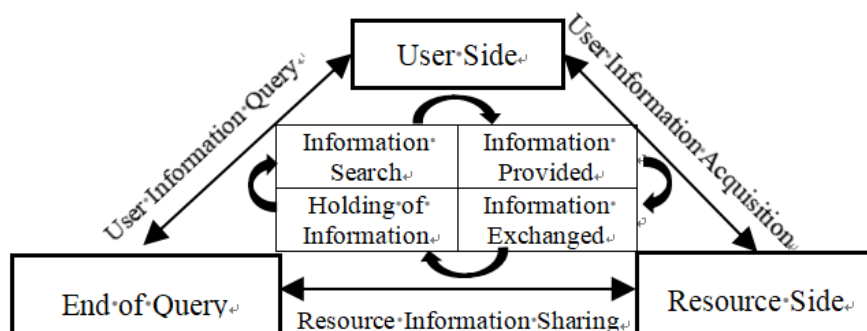 User Side
User Information Query
User Information Acquisition
Information
Search
Information
Provided
Holding of
Information
Information
Exchanged
End of Query
Resource Information Sharing
Resource Side